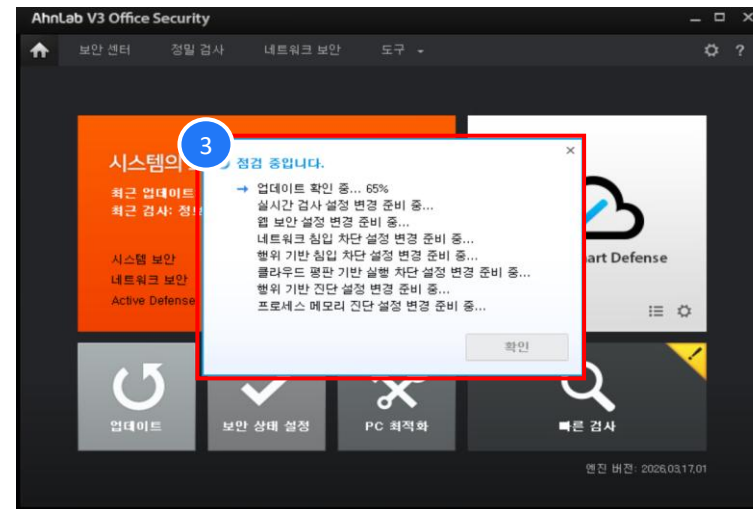 AhnLab V3 Office Security
보안 센터 정밀 검사 네트워크 보안 도구
?
3
시스템의
점검 중입니다.
→ 업데이트 확인 중... 65%
실시간 검사 설정 변경 준비 중...
웹 보안 설정 변경 준비 중...
네트워크 침입 차단 설정 변경 준비 중...
행위 기반 침입 차단 설정 변경 준비 중...
클라우드 평판 기반 실행 차단 설정 변경 준비 중...
행위 기반 진단 설정 변경 준비 중...
프로세스 메모리 진단 설정 변경 준비 중...
확인
최근 업데이트
최근 검사:
시스템 보안
네트워크 보안
Active Defense
Defense
업데이트
보안 상태 설정
PC 최적화
빠른 검사
엔진 버전: 2026.03.17.01